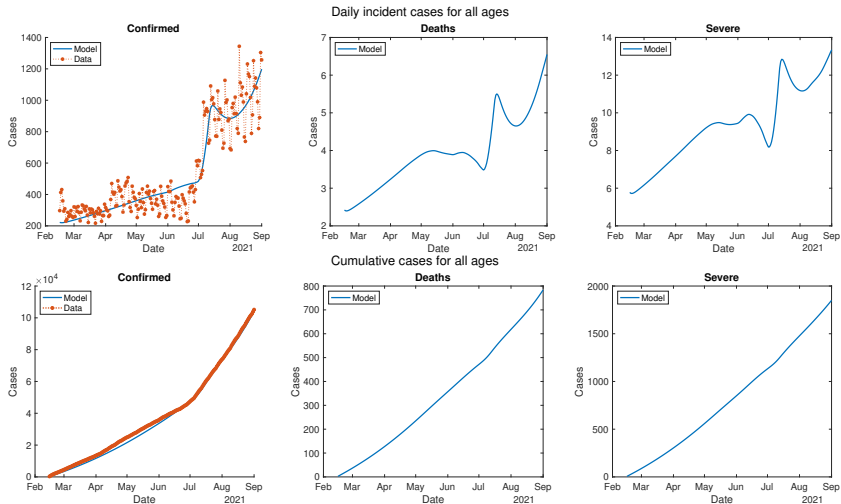 Daily incident cases for all ages
Confirmed
Model
Data
Cases
1400
1200
1000
800
600
400
200
Feb Mar Apr May Jun Jul Aug Sep
Date
2021
Deaths
Model
Cases
7
6
5
4
3
2
Feb Mar Apr May Jun Jul Aug Sep
Date
2021
Severe
Model
Cases
14
12
10
8
6
4
Feb Mar Apr May Jun Jul Aug Sep
Date
2021
Cumulative cases for all ages
Confirmed
×10⁴
Model
Data
Cases
12
10
8
6
4
2
0
Feb Mar Apr May Jun Jul Aug Sep
Date
2021
Deaths
Model
Cases
800
700
600
500
400
300
200
100
0
Feb Mar Apr May Jun Jul Aug Sep
Date
2021
Severe
Model
Cases
2000
1500
1000
500
0
Feb Mar Apr May Jun Jul Aug Sep
Date
2021